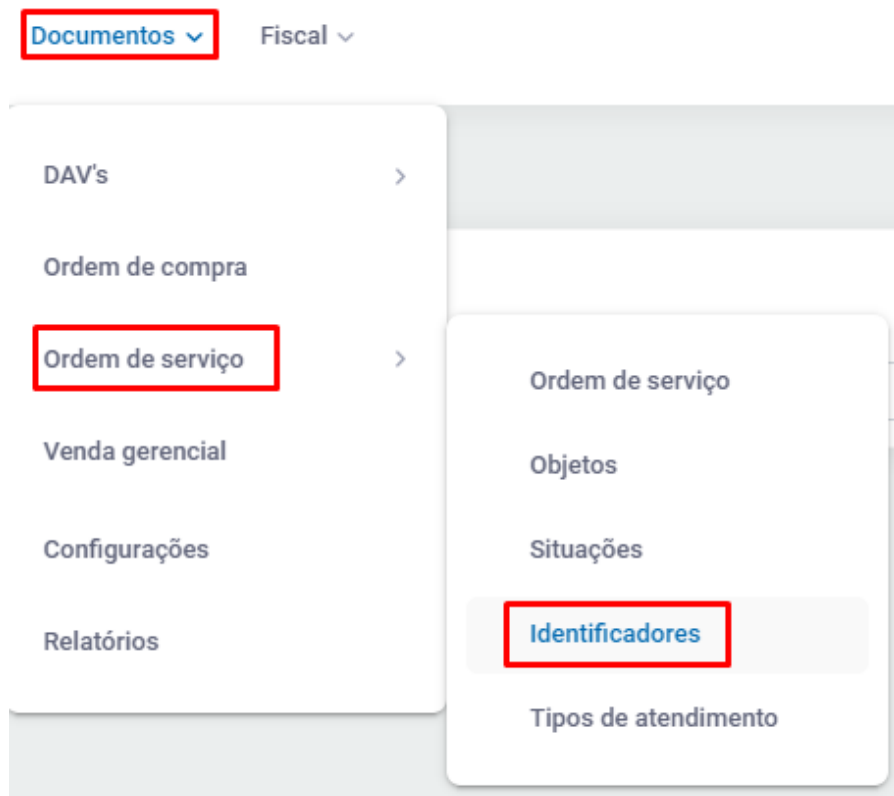 Documentos Fiscal
DAV's
Ordem de compra
Ordem de serviço
Venda gerencial
Configurações
Relatórios
Ordem de serviço
Objetos
Situações
Identificadores
Tipos de atendimento